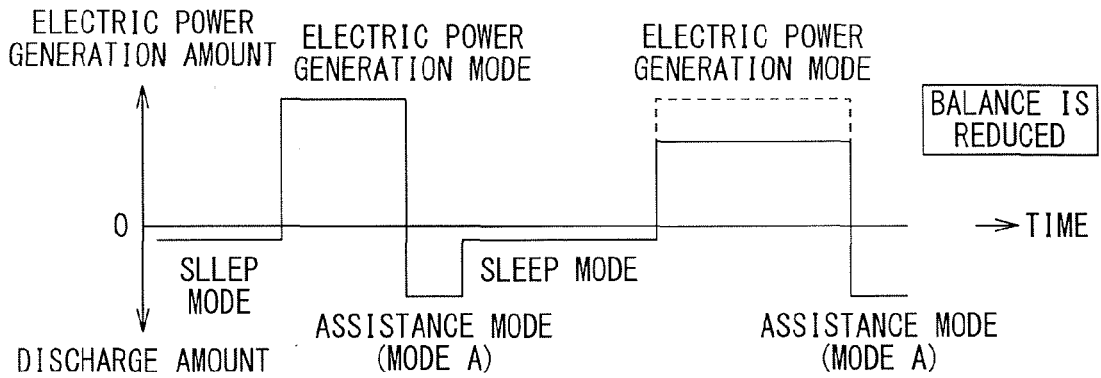 ELECTRIC POWER
GENERATION AMOUNT
ELECTRIC POWER
GENERATION MODE
ELECTRIC POWER
GENERATION MODE
BALANCE IS
REDUCED
0
TIME
SLLEP
MODE
SLEEP MODE
ASSISTANCE MODE
(MODE A)
ASSISTANCE MODE
(MODE A)
DISCHARGE AMOUNT